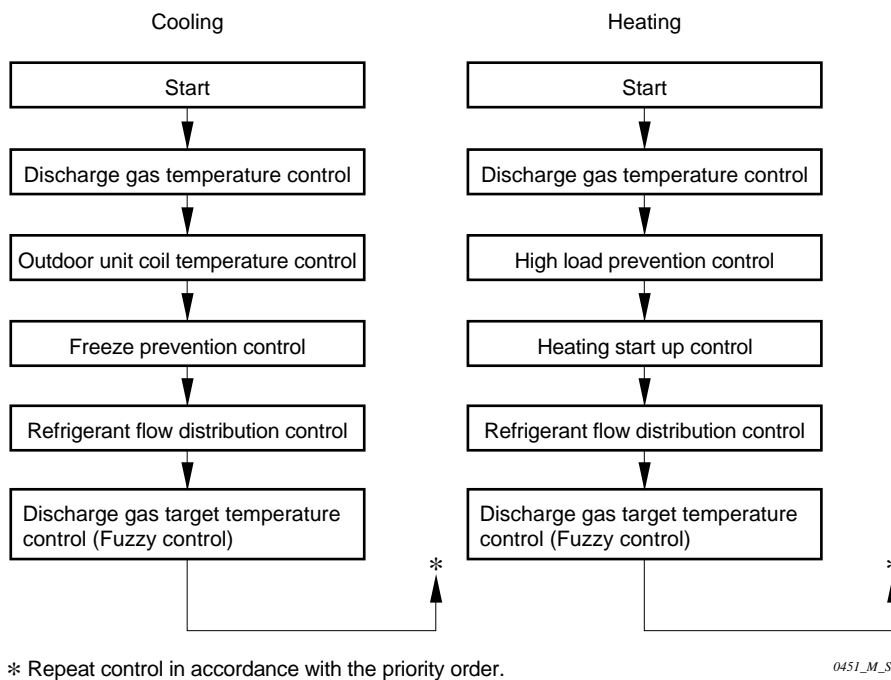 Cooling
Start
Discharge gas temperature control
Outdoor unit coil temperature control
Freeze prevention control
Refrigerant flow distribution control
Discharge gas target temperature
control (Fuzzy control)
*
Heating
Start
Discharge gas temperature control
High load prevention control
Heating start up control
Refrigerant flow distribution control
Discharge gas target temperature
control (Fuzzy control)
*
* Repeat control in accordance with the priority order.
0451_M_S